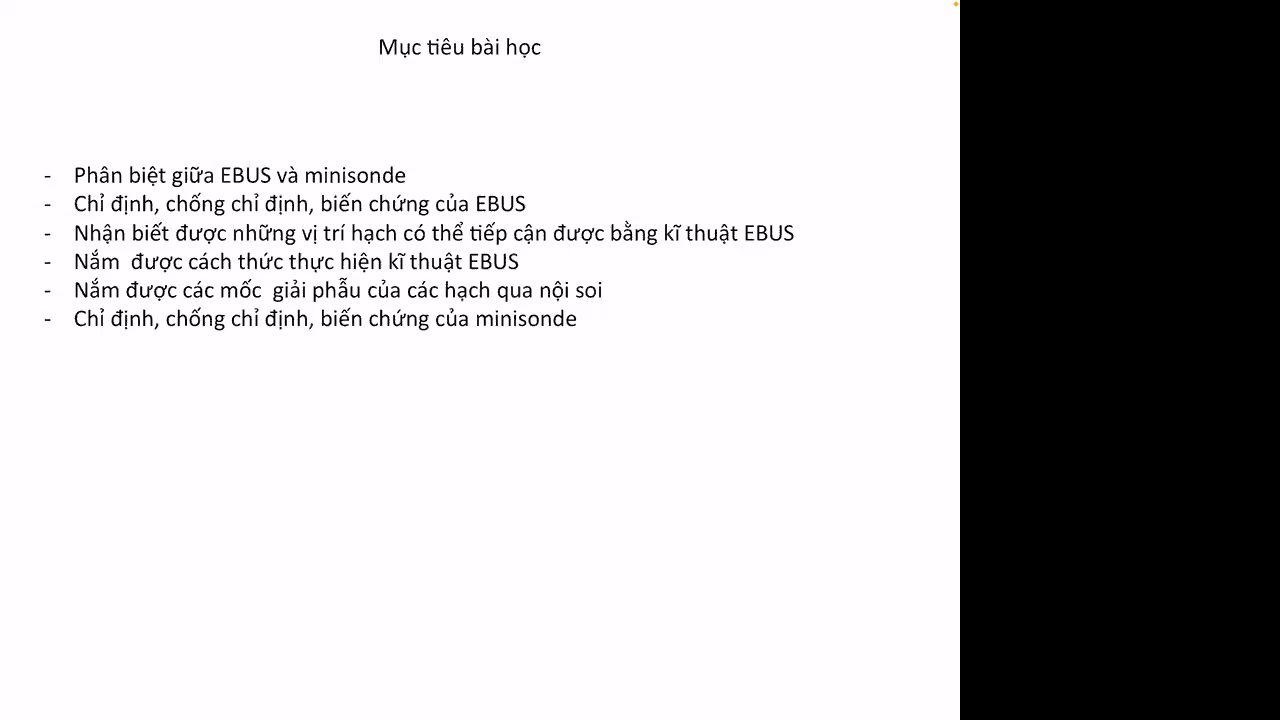 Mục tiêu bài học
- Phân biệt giữa EBUS và minisonde
- Chỉ định, chống chỉ định, biến chứng của EBUS
- Nhận biết được những vị trí hạch có thể tiếp cận được bằng kĩ thuật EBUS
- Nắm  được cách thức thực hiện kĩ thuật EBUS
- Nắm được các mốc  giải phẫu của các hạch qua nội soi
- Chỉ định, chống chỉ định, biến chứng của minisonde